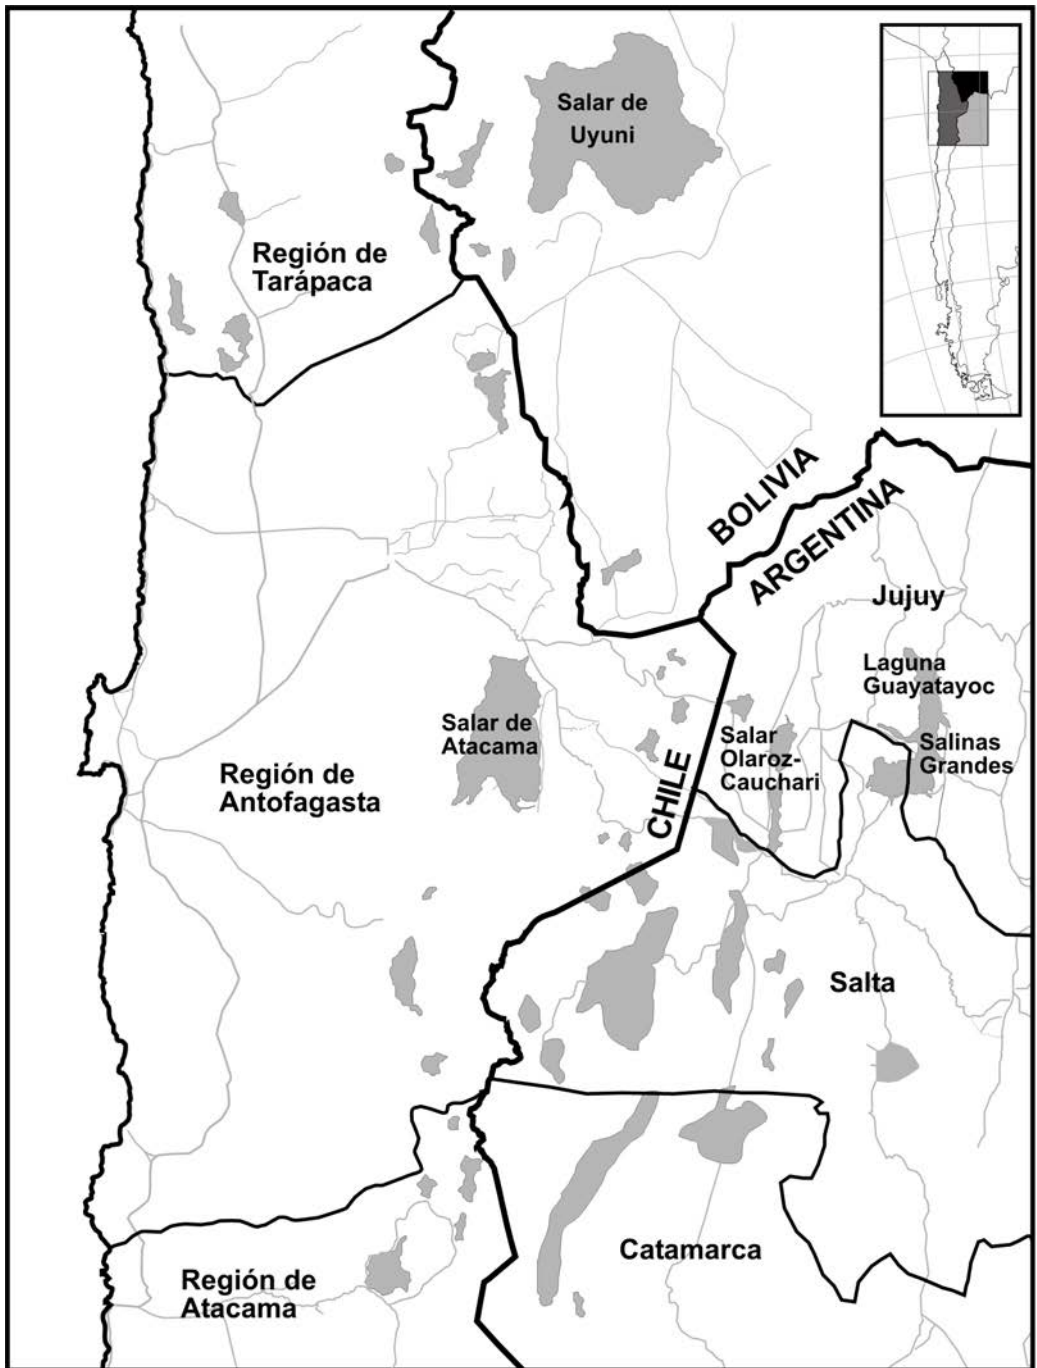 Salar de
Uyuni
Región de
Tarápaca
BOLIVIA
ARGENTINA
Jujuy
Laguna
Guayatayoc
Salar de
Atacama
Salar
Olaroz-
Cauchari
Salinas
Grandes
CHILE
Región de
Antofagasta
Salta
Catamarca
Región de
Atacama